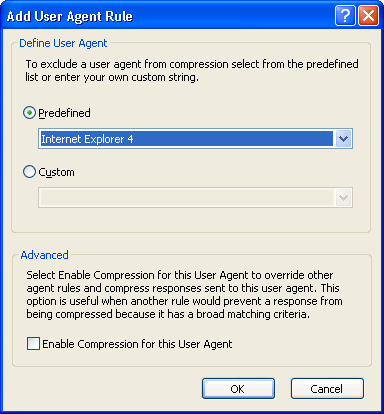 Add User Agent Rule
Define User Agent
To exclude a user agent from compression select from the predefined
list or enter your own custom string.
Predefined
Internet Explorer 4
Custom
Advanced
Select Enable Compression for this User Agent to override other
agent rules and compress responses sent to this user agent. This
option is useful when another rule would prevent a response from
being compressed because it has a broad matching criteria.
Enable Compression for this User Agent
OK
Cancel